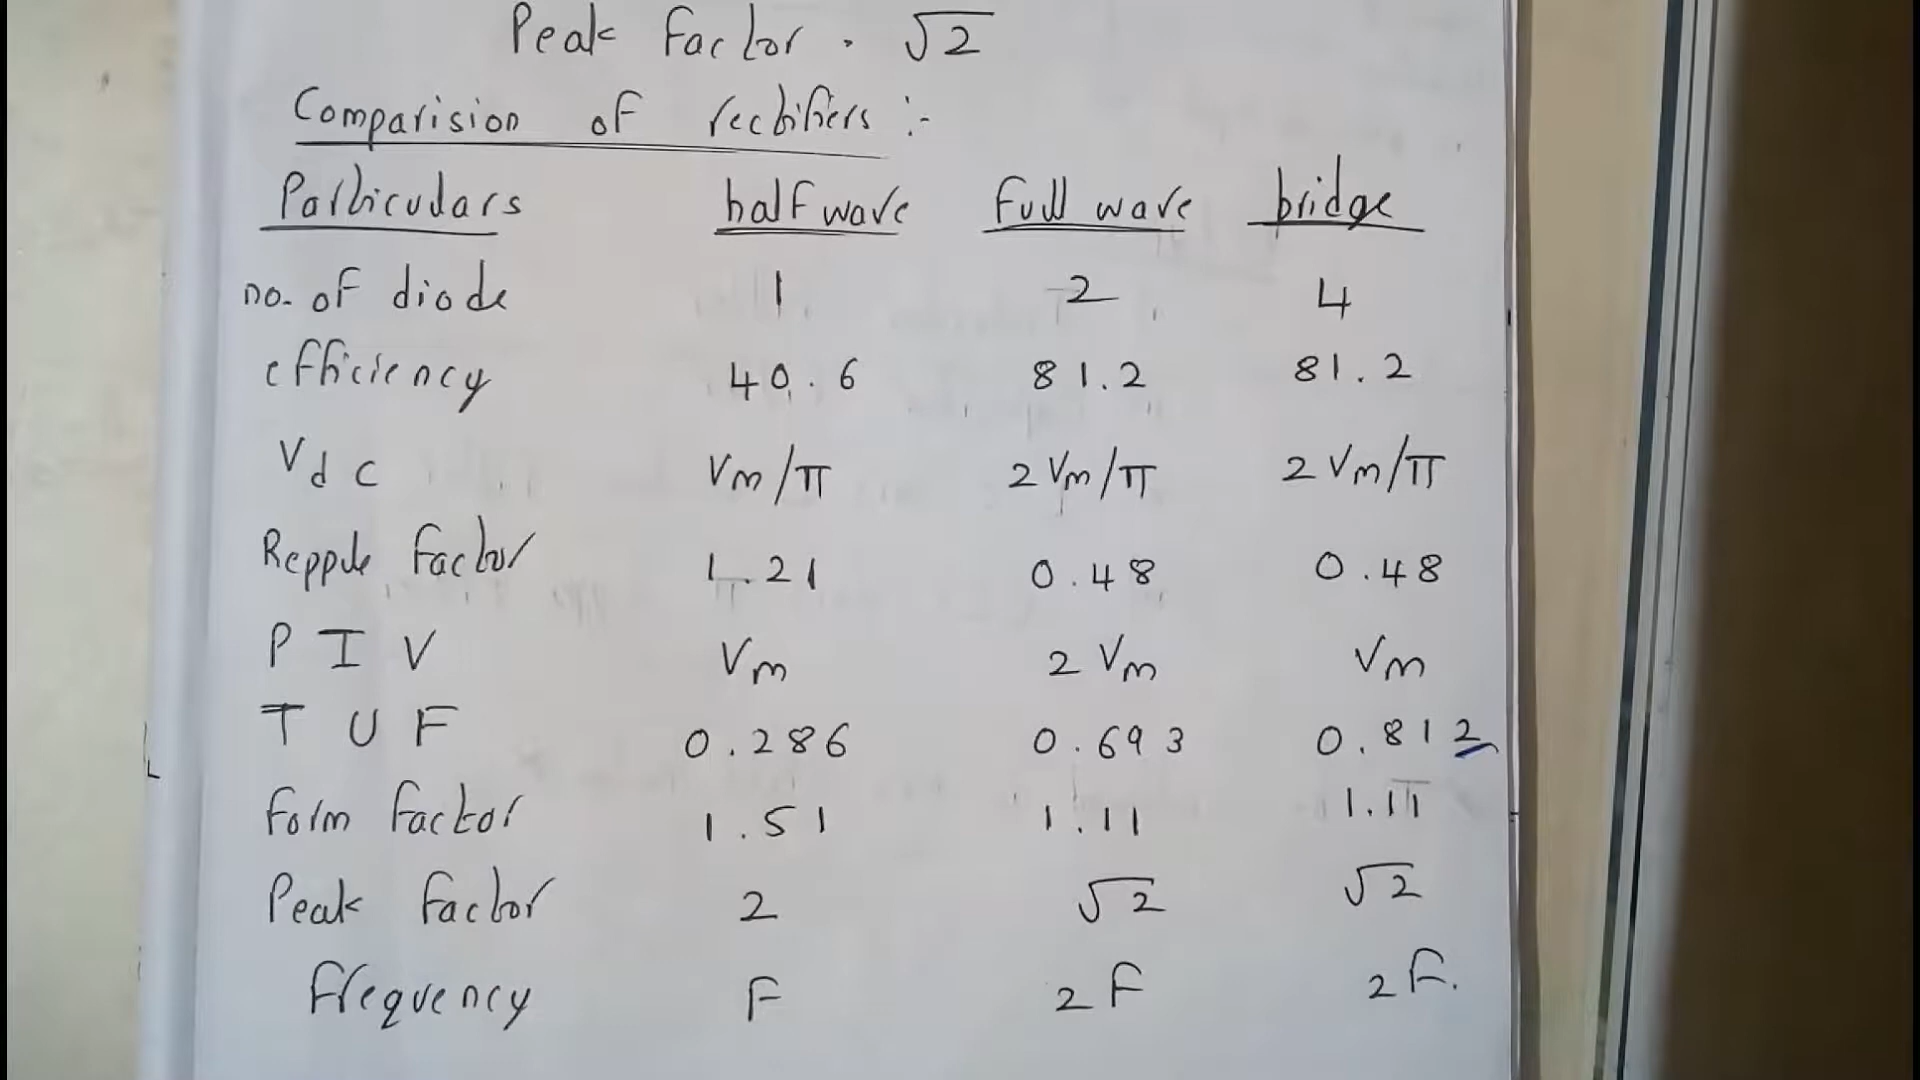 Peak Factor . √2
Comparision of rectifiers :-
Particulars half wave Full wave bridge
no. of diode 1 2 4
efficiency 40.6 81.2 81.2
Vdc Vm/π 2Vm/π 2Vm/π
Repple Factor 1.21 0.48 0.48
PIV Vm 2Vm Vm
TUF 0.286 0.693 0.812
Form Factor 1.51 1.11 1.11
Peak Factor 2 √2 √2
Frequency F 2F 2F.